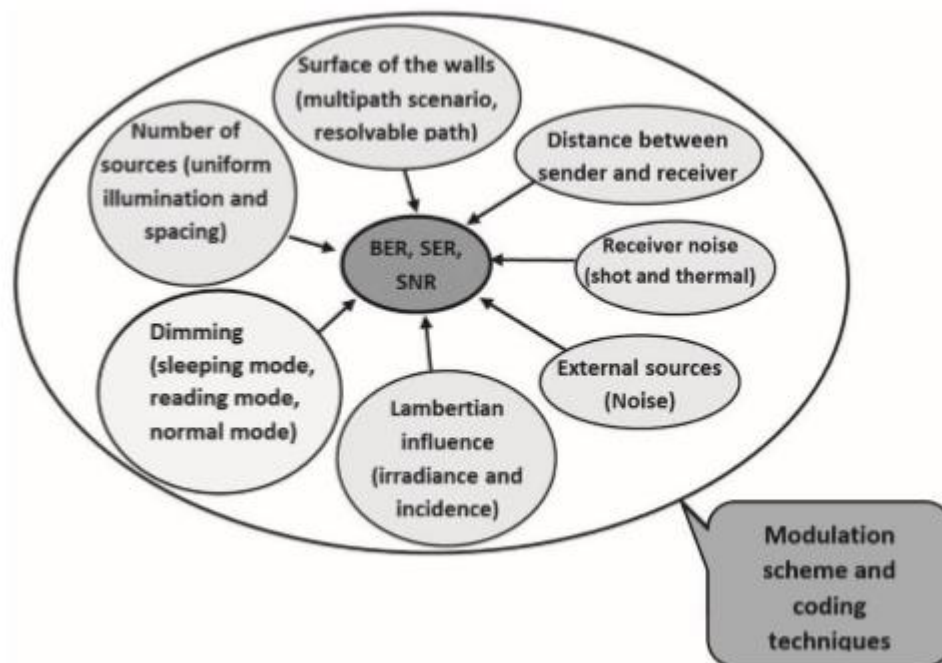 Surface of the walls
(multipath scenario,
resolvable path)
Number of
sources (uniform
illumination and
spacing)
Distance between
sender and receiver
BER, SER,
SNR
Receiver noise
(shot and thermal)
Dimming
(sleeping mode,
reading mode,
normal mode)
External sources
(Noise)
Lambertian
influence
(irradiance and
incidence)
Modulation
scheme and
coding
techniques